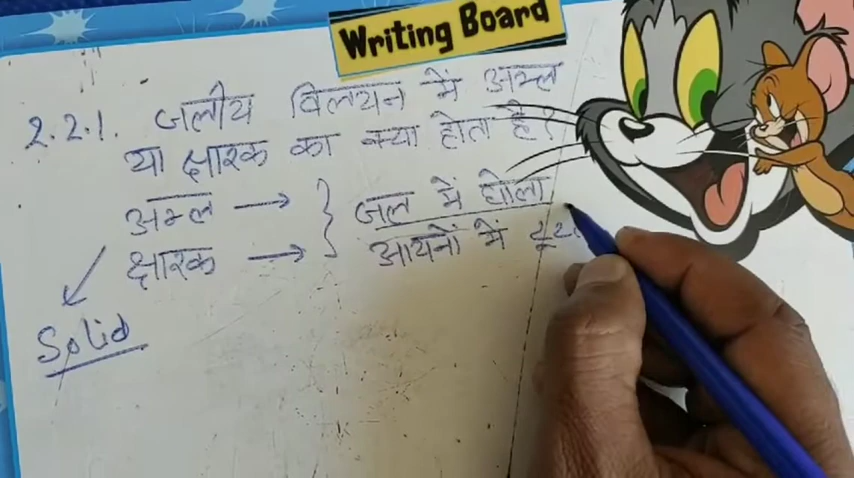 Writing Board
2.2.1. जलीय विलयन में अम्ल
या क्षारक का क्या होता है?
अम्ल → } जल में घोला
क्षारक → आयनों में
Solid